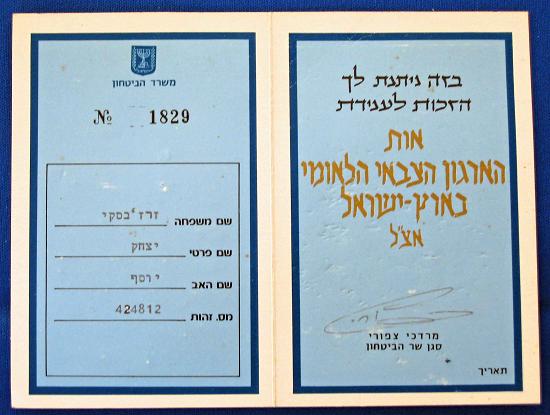 בזה ניתנת לך
הזכות לענידת
אות
הארגון הצבאי הלאומי
בארץ-ישראל
אצ"ל
מרדכי צפורי
סגן שר הביטחון
תאריך
משרד הביטחון
№ 1829
שם משפחה זרז'בסקי
שם פרטי יצחק
שם האב יוסף
מס. זהות 424812